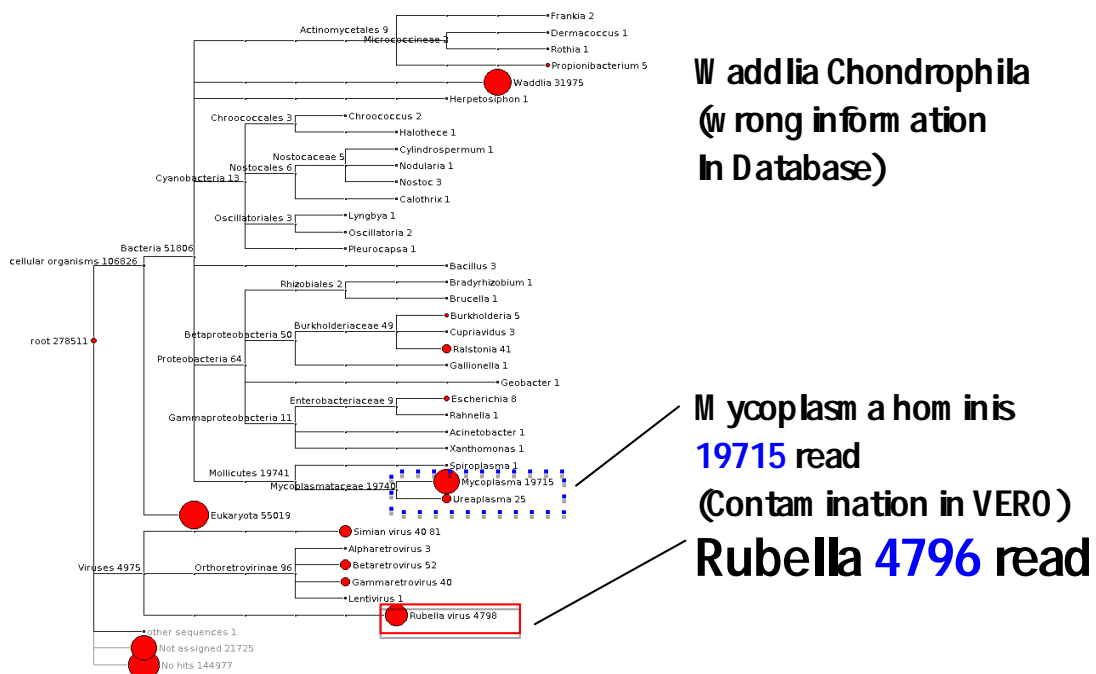 Frankia 2
Actinomycetales 9
Dermacoccus 1
Micrococcineae 2
Rothia 1
Propionibacterium 5
Waddlia 31975
Herpetosiphon 1
Chroococcales 3
Chroococcus 2
Halothece 1
Cylindrospermum 1
Nostocaceae 5
Nostocales 6
Nodularia 1
Cyanobacteria 13
Nostoc 3
Calothrix 1
Oscillatoriales 3
Lyngbya 1
Oscillatoria 2
Bacteria 51806
Pleurocapsa 1
cellular organisms 106826
Bacillus 3
Rhizobiales 2
Bradyrhizobium 1
Brucella 1
Burkholderiaceae 49
Burkholderia 5
Betaproteobacteria 50
Cupriavidus 3
root 278511
Ralstonia 41
Proteobacteria 64
Gallionella 1
Geobacter 1
Enterobacteriaceae 9
Escherichia 8
Gammaproteobacteria 11
Rahnella 1
Acinetobacter 1
Xanthomonas 1
Mollicutes 19741
Spiroplasma 1
Mycoplasmataceae 19740
Mycoplasma 19715
Ureaplasma 25
Eukaryota 55019
Simian virus 40 81
Alpharetrovirus 3
Viruses 4975
Orthoretrovirinae 96
Betaretrovirus 52
Gammaretrovirus 40
Lentivirus 1
Rubella virus 4798
other sequences 1
Not assigned 21725
No hits 144977
Waddlia Chondrophila
(wrong information
In Database)
Mycoplasma hominis
19715 read
(Contamination in VERO)
Rubella 4796 read